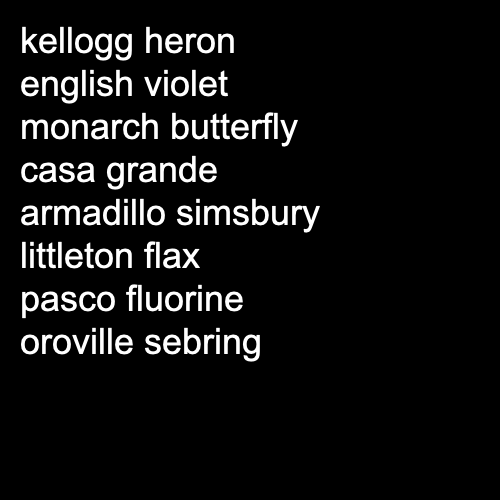 kellogg heron
english violet
monarch butterfly
casa grande
armadillo simsbury
littleton flax
pasco fluorine
oroville sebring